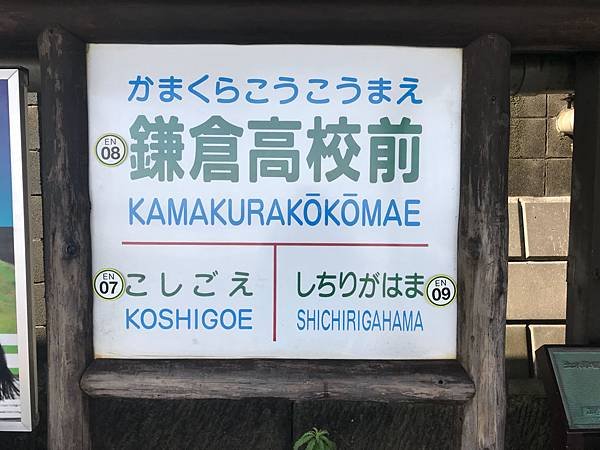 かまくらこうこうまえ
EN 08
鎌倉高校前
KAMAKURAKŌKŌMAE
EN 07
こしごえ
KOSHIGOE
しちりがはま
EN 09
SHICHIRIGAHAMA